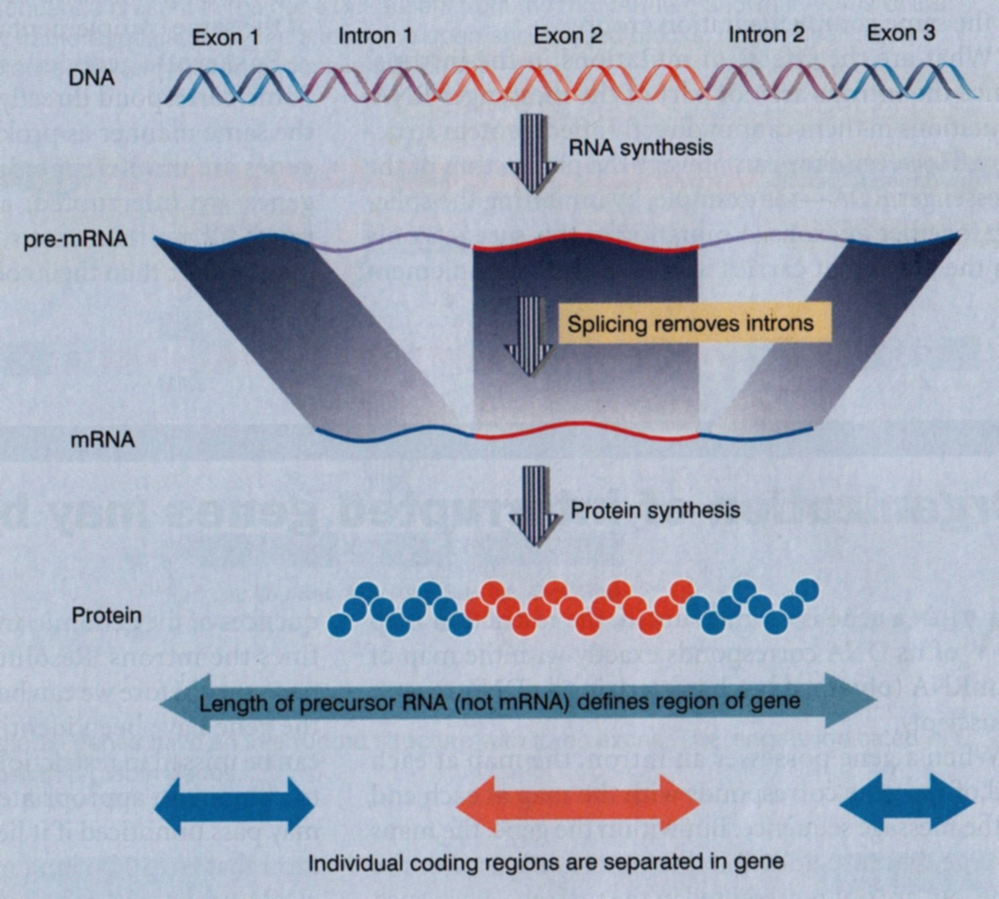 Exon 1 Intron 1 Exon 2 Intron 2 Exon 3
DNA
RNA synthesis
pre-mRNA
Splicing removes introns
mRNA
Protein synthesis
Protein
Length of precursor RNA (not mRNA) defines region of gene
Individual coding regions are separated in gene